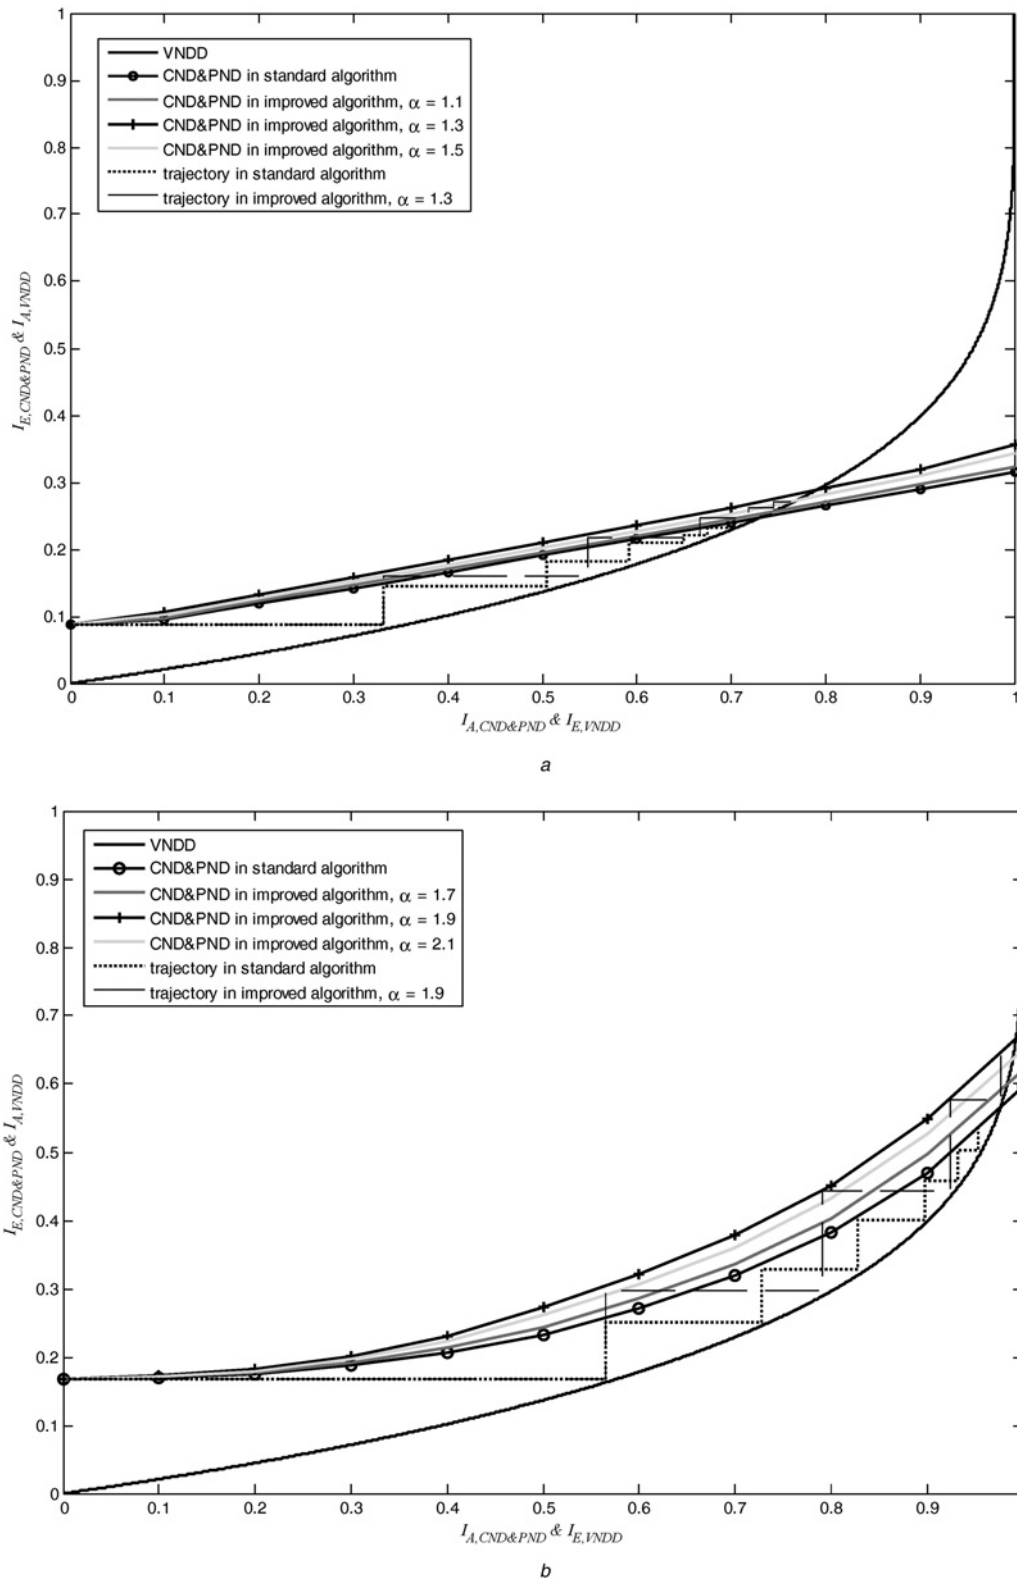 1
0.9
0.8
0.7
0.6
0.5
0.4
0.3
0.2
0.1
0
I_E,CND&PND & I_A,VNDD
VNDD
CND&PND in standard algorithm
CND&PND in improved algorithm, α = 1.1
CND&PND in improved algorithm, α = 1.3
CND&PND in improved algorithm, α = 1.5
trajectory in standard algorithm
trajectory in improved algorithm, α = 1.3
0 0.1 0.2 0.3 0.4 0.5 0.6 0.7 0.8 0.9 1
I_A,CND&PND & I_E,VNDD
a
1
0.9
0.8
0.7
0.6
0.5
0.4
0.3
0.2
0.1
0
I_E,CND&PND & I_A,VNDD
VNDD
CND&PND in standard algorithm
CND&PND in improved algorithm, α = 1.7
CND&PND in improved algorithm, α = 1.9
CND&PND in improved algorithm, α = 2.1
trajectory in standard algorithm
trajectory in improved algorithm, α = 1.9
0 0.1 0.2 0.3 0.4 0.5 0.6 0.7 0.8 0.9
I_A,CND&PND & I_E,VNDD
b